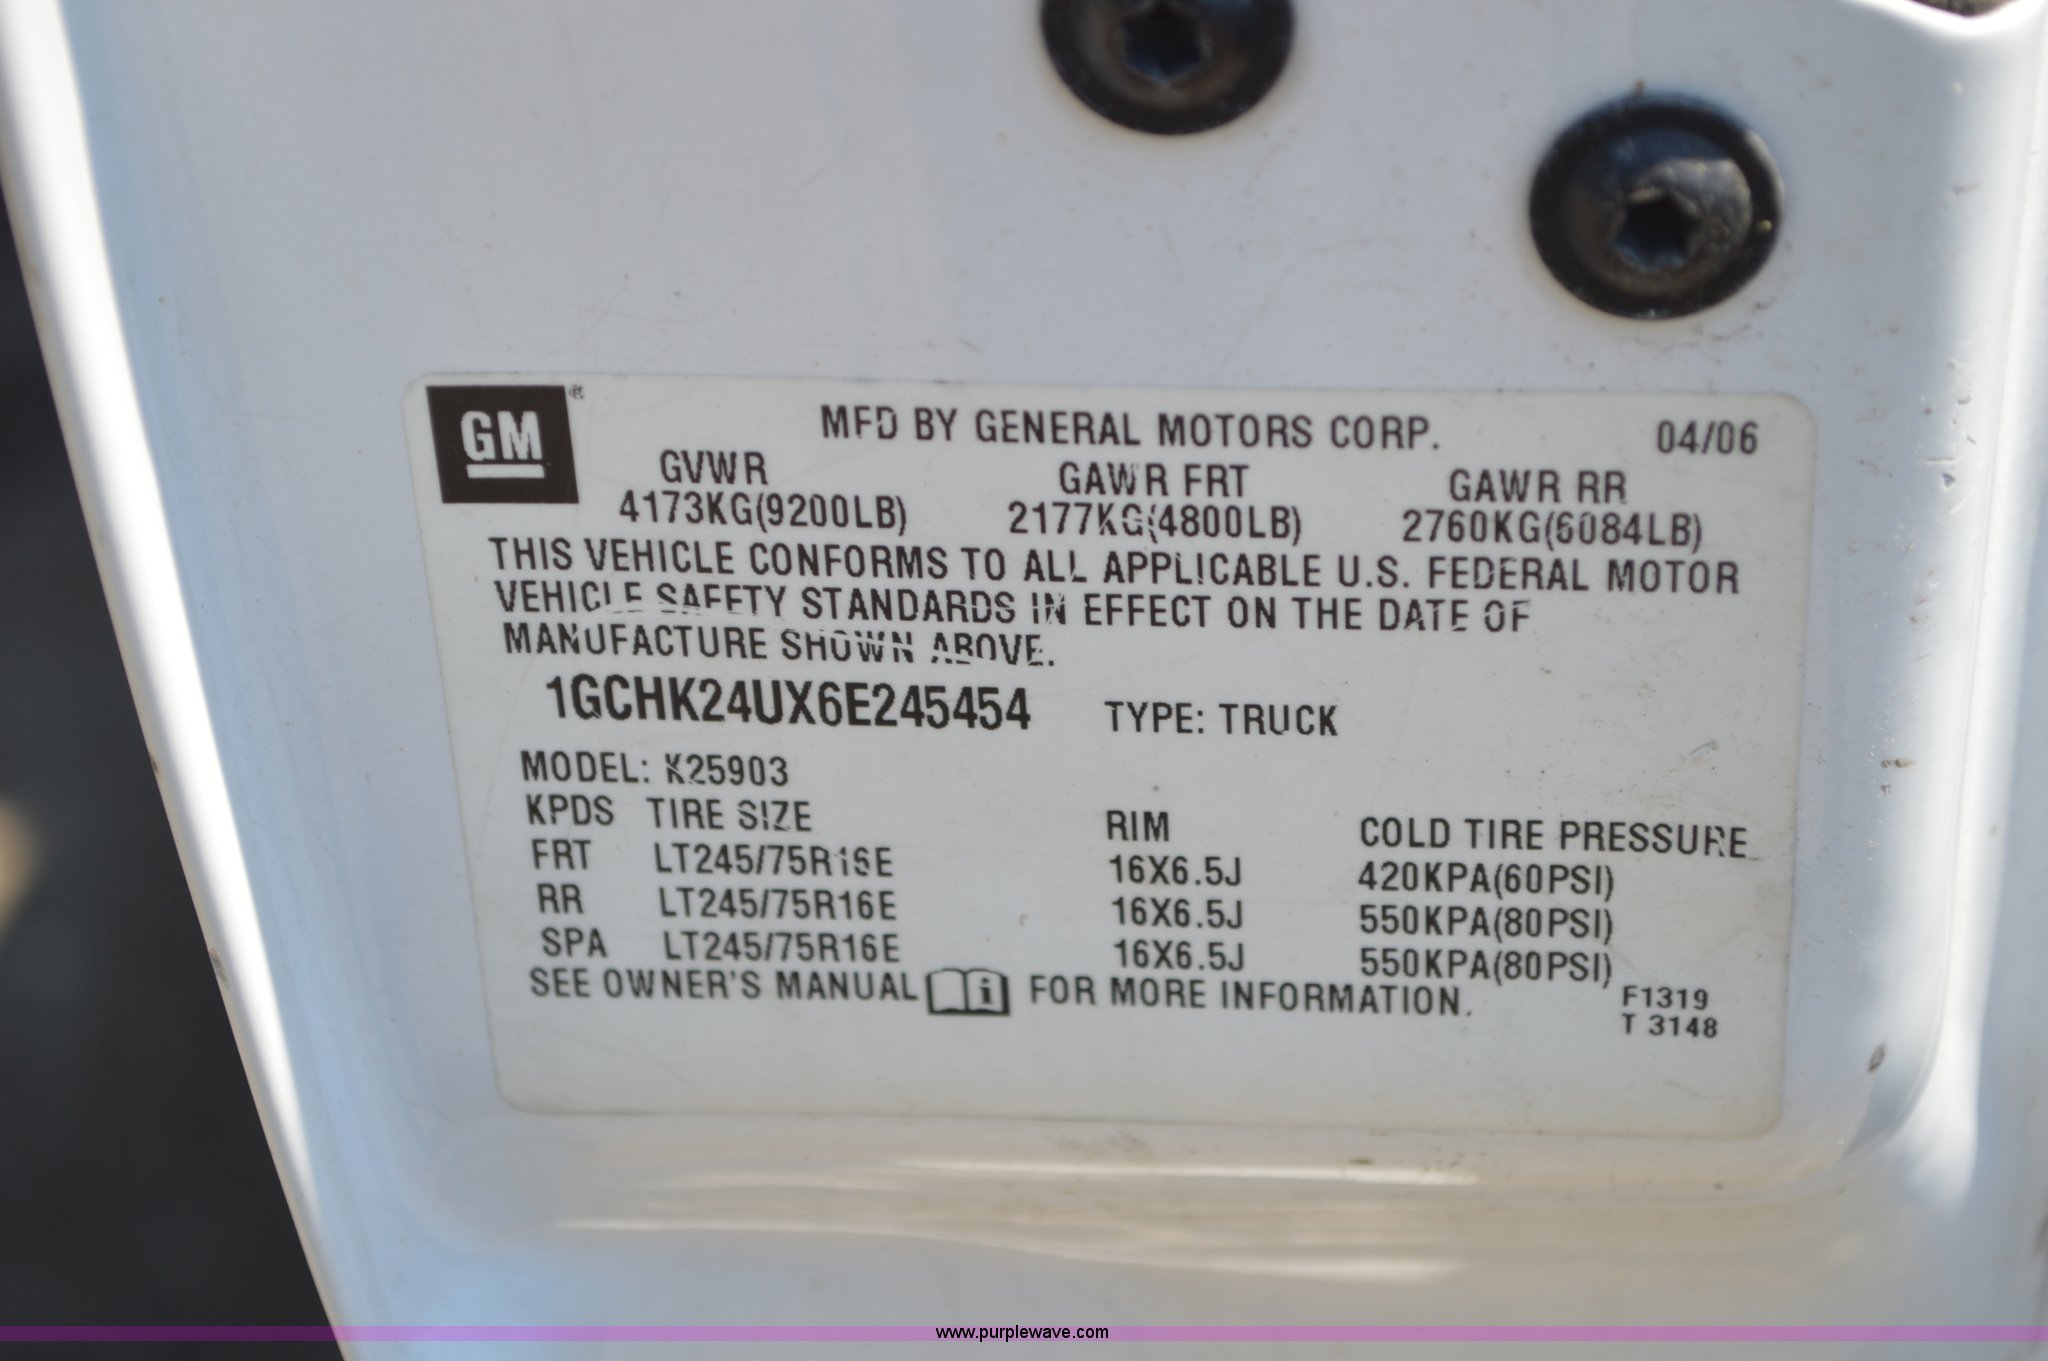 GM
MFD BY GENERAL MOTORS CORP. 04/06
GVWR GAWR FRT GAWR RR
4173KG(9200LB) 2177KG(4800LB) 2760KG(6084LB)
THIS VEHICLE CONFORMS TO ALL APPLICABLE U.S. FEDERAL MOTOR
VEHICLE SAFETY STANDARDS IN EFFECT ON THE DATE OF
MANUFACTURE SHOWN ABOVE.
1GCHK24UX6E245454 TYPE: TRUCK
MODEL: K25903
KPDS TIRE SIZE RIM COLD TIRE PRESSURE
FRT LT245/75R16E 16X6.5J 420KPA(60PSI)
RR LT245/75R16E 16X6.5J 550KPA(80PSI)
SPA LT245/75R16E 16X6.5J 550KPA(80PSI)
SEE OWNER'S MANUAL FOR MORE INFORMATION.
F1319
T 3148
www.purplewave.com